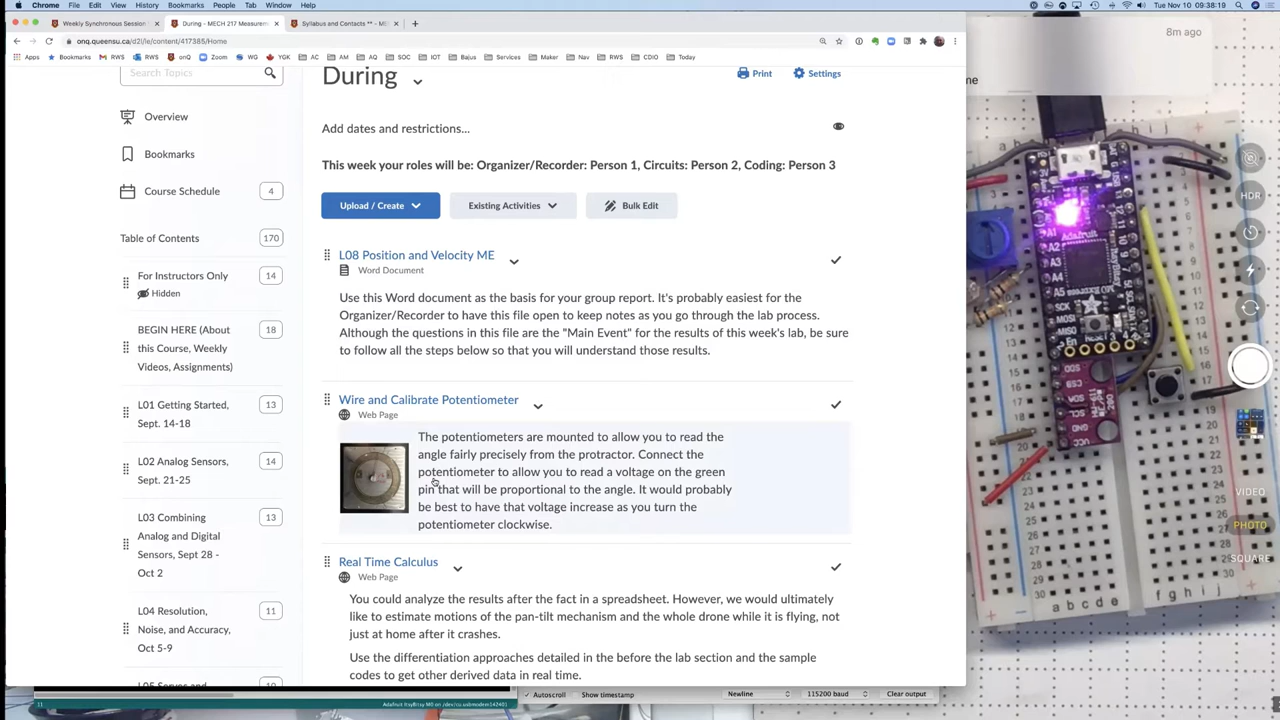 Chrome File Edit View History Bookmarks People Tab Window Help
Tue Nov 10 09:38:19
Weekly Synchronous Session
During - MECH 217 Measurem
Syllabus and Contacts ** - ME
onq.queensu.ca/d2l/le/content/417385/Home
Apps Bookmarks RWS RWS onQ Zoom WG YGK AC AM AQ SOC IOT Bajus Services Maker Nav RWS CDIO Today
8m ago
me
Search Topics
During
Print Settings
Overview
Bookmarks
Course Schedule 4
Table of Contents 170
For Instructors Only 14
Hidden
BEGIN HERE (About this Course, Weekly Videos, Assignments) 18
L01 Getting Started, Sept. 14-18 13
L02 Analog Sensors, Sept. 21-25 14
L03 Combining Analog and Digital Sensors, Sept 28 - Oct 2 13
L04 Resolution, Noise, and Accuracy, Oct 5-9 11
Add dates and restrictions...
This week your roles will be: Organizer/Recorder: Person 1, Circuits: Person 2, Coding: Person 3
Upload / Create Existing Activities Bulk Edit
L08 Position and Velocity ME
Word Document
Use this Word document as the basis for your group report. It's probably easiest for the
Organizer/Recorder to have this file open to keep notes as you go through the lab process.
Although the questions in this file are the "Main Event" for the results of this week's lab, be sure
to follow all the steps below so that you will understand those results.
Wire and Calibrate Potentiometer
Web Page
The potentiometers are mounted to allow you to read the
angle fairly precisely from the protractor. Connect the
potentiometer to allow you to read a voltage on the green
pin that will be proportional to the angle. It would probably
be best to have that voltage increase as you turn the
potentiometer clockwise.
Real Time Calculus
Web Page
You could analyze the results after the fact in a spreadsheet. However, we would ultimately
like to estimate motions of the pan-tilt mechanism and the whole drone while it is flying, not
just at home after it crashes.
Use the differentiation approaches detailed in the before the lab section and the sample
codes to get other derived data in real time.
Autoscroll Show timestamp Newline 115200 baud Clear output
HDR
VIDEO
PHOTO
SQUARE
Adafruit
A1
A2
A3
A4
A5
SCL
GND
VCC
a b c d e
f g h i j